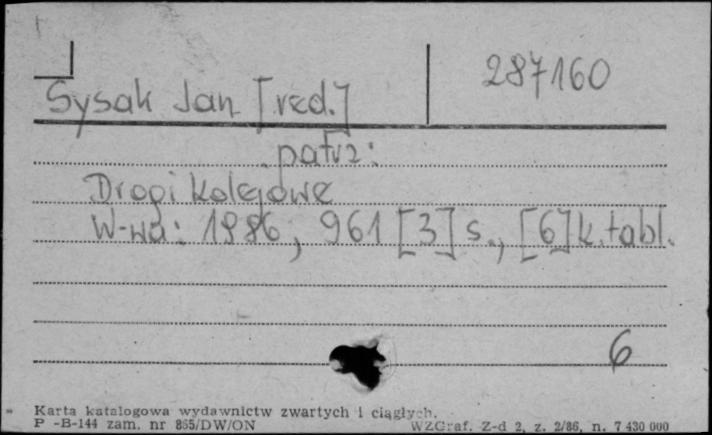 287160
Sysak Jan [red.]
patrz:
Drogi kolejowe
W-wa: 1986, 961 [3] s., [6] k. tabl.
6
Karta katalogowa wydawnictw zwartych i ciągłych.
P -B-144 zam. nr 865/DW/ON
WZGraf. Z-d 2, z. 2/86, n. 7 430 000